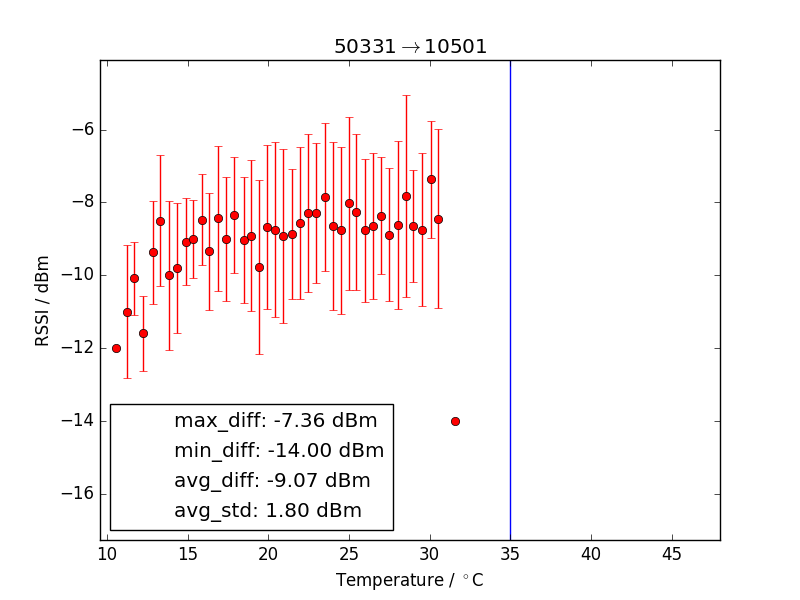 50331→10501
−6
−8
−10
−12
−14
−16
RSSI / dBm
max_diff: -7.36 dBm
min_diff: -14.00 dBm
avg_diff: -9.07 dBm
avg_std: 1.80 dBm
10 15 20 25 30 35 40 45
Temperature / °C